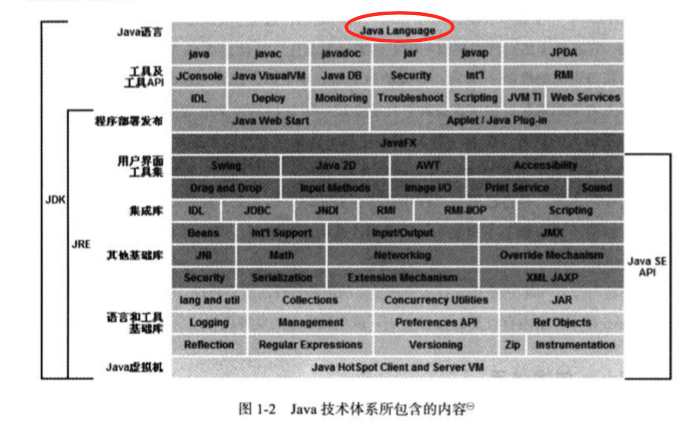 Java语言 Java Language
java javac javadoc jar javap JPDA
工具及
工具API
JConsole Java VisualVM Java DB Security Int'l RMI
IDL Deploy Monitoring Troubleshoot Scripting JVM TI Web Services
程序部署发布 Java Web Start Applet / Java Plug-in
JavaFX
用户界面
工具集
Swing Java 2D AWT Accessibility
Drag and Drop Input Methods Image I/O Print Service Sound
集成库 IDL JDBC JNDI RMI RMI-IIOP Scripting
Beans Int'l Support Input/Output JMX
其他基础库 JNI Math Networking Override Mechanism
Security Serialization Extension Mechanism XML JAXP
lang and util Collections Concurrency Utilities JAR
语言和工具
基础库
Logging Management Preferences API Ref Objects
Reflection Regular Expressions Versioning Zip Instrumentation
Java虚拟机 Java HotSpot Client and Server VM
JDK
JRE
Java SE
API
图 1-2 Java 技术体系所包含的内容㊀